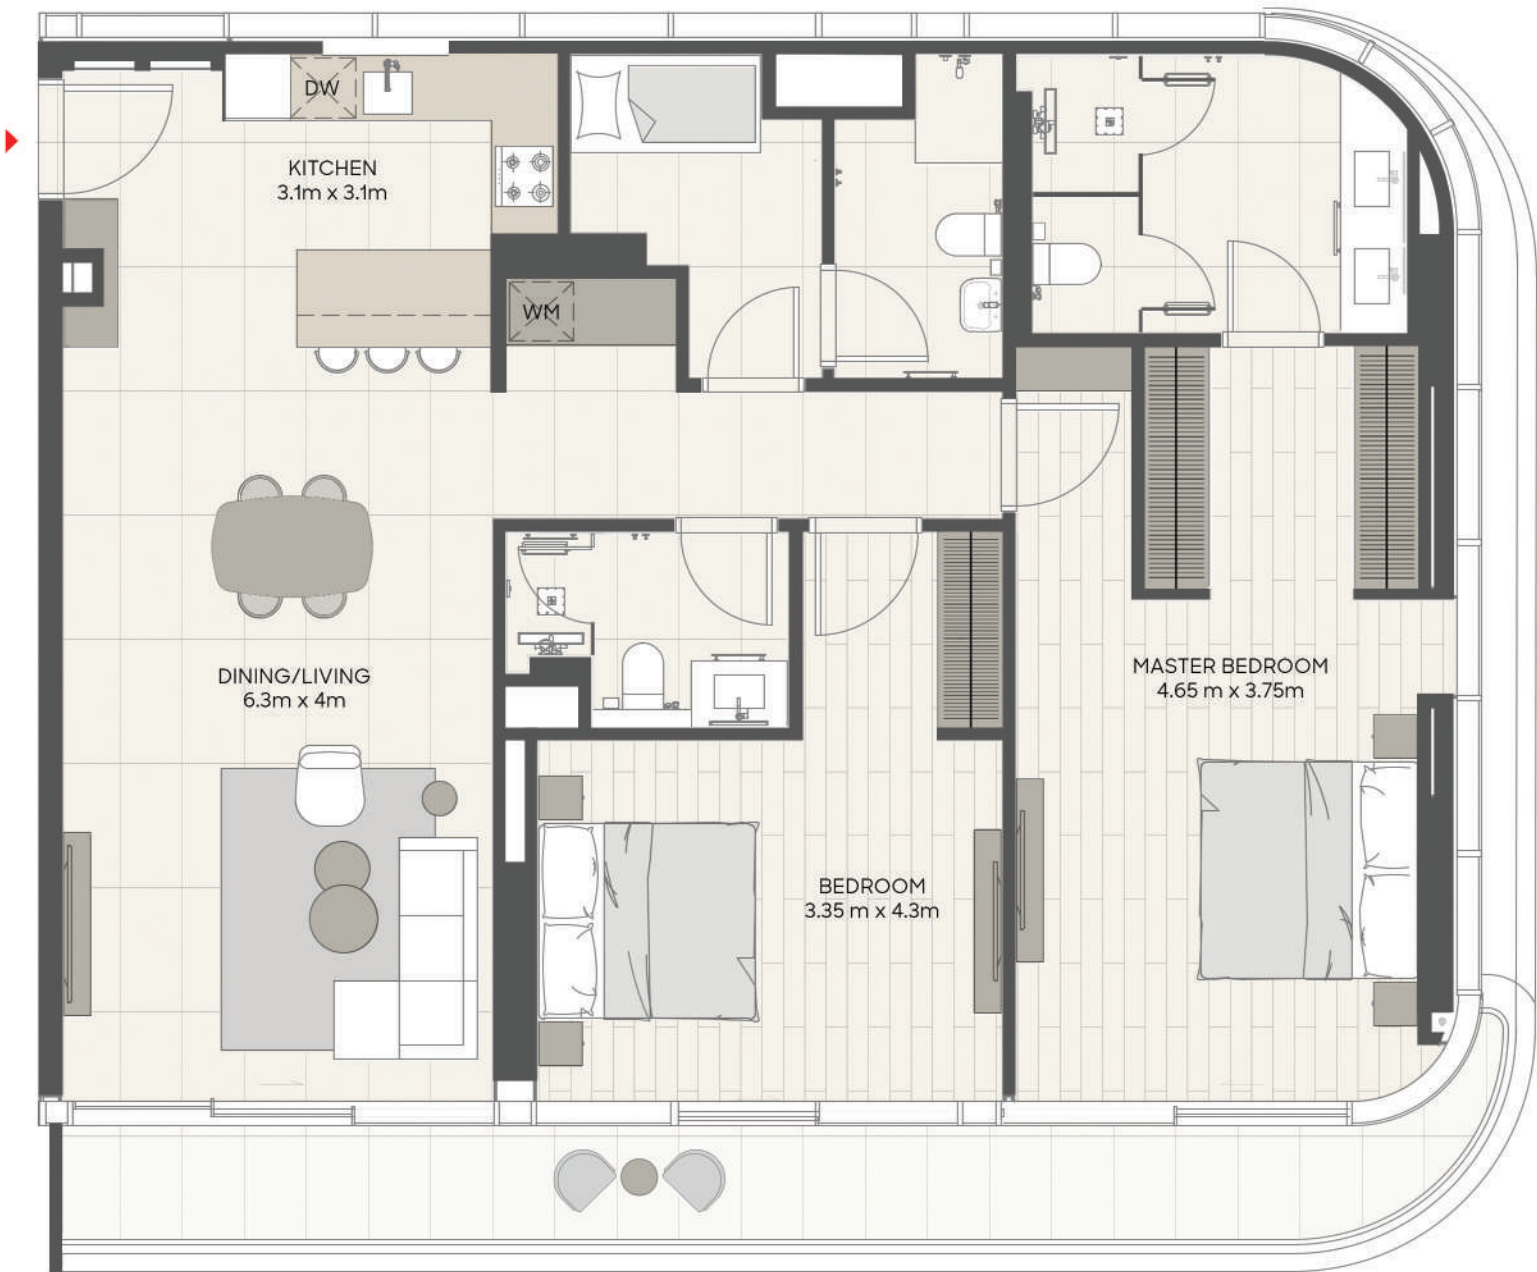 DW
KITCHEN
3.1m x 3.1m
WM
DINING/LIVING
6.3m x 4m
MASTER BEDROOM
4.65 m x 3.75m
BEDROOM
3.35 m x 4.3m